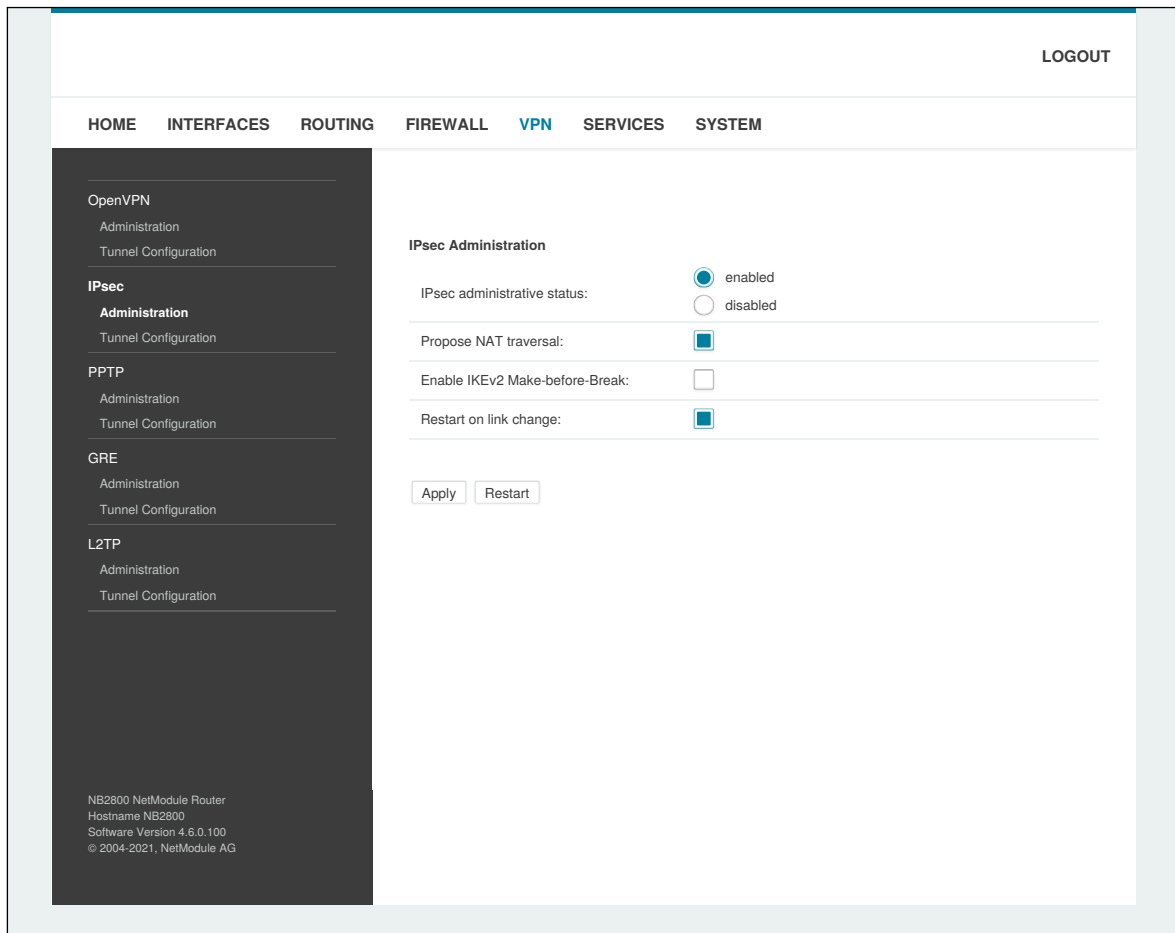 LOGOUT
HOME INTERFACES ROUTING FIREWALL VPN SERVICES SYSTEM
OpenVPN
Administration
Tunnel Configuration
IPsec
Administration
Tunnel Configuration
PPTP
Administration
Tunnel Configuration
GRE
Administration
Tunnel Configuration
L2TP
Administration
Tunnel Configuration
NB2800 NetModule Router
Hostname NB2800
Software Version 4.6.0.100
© 2004-2021, NetModule AG
IPsec Administration
IPsec administrative status:
enabled
disabled
Propose NAT traversal:
Enable IKEv2 Make-before-Break:
Restart on link change:
Apply Restart